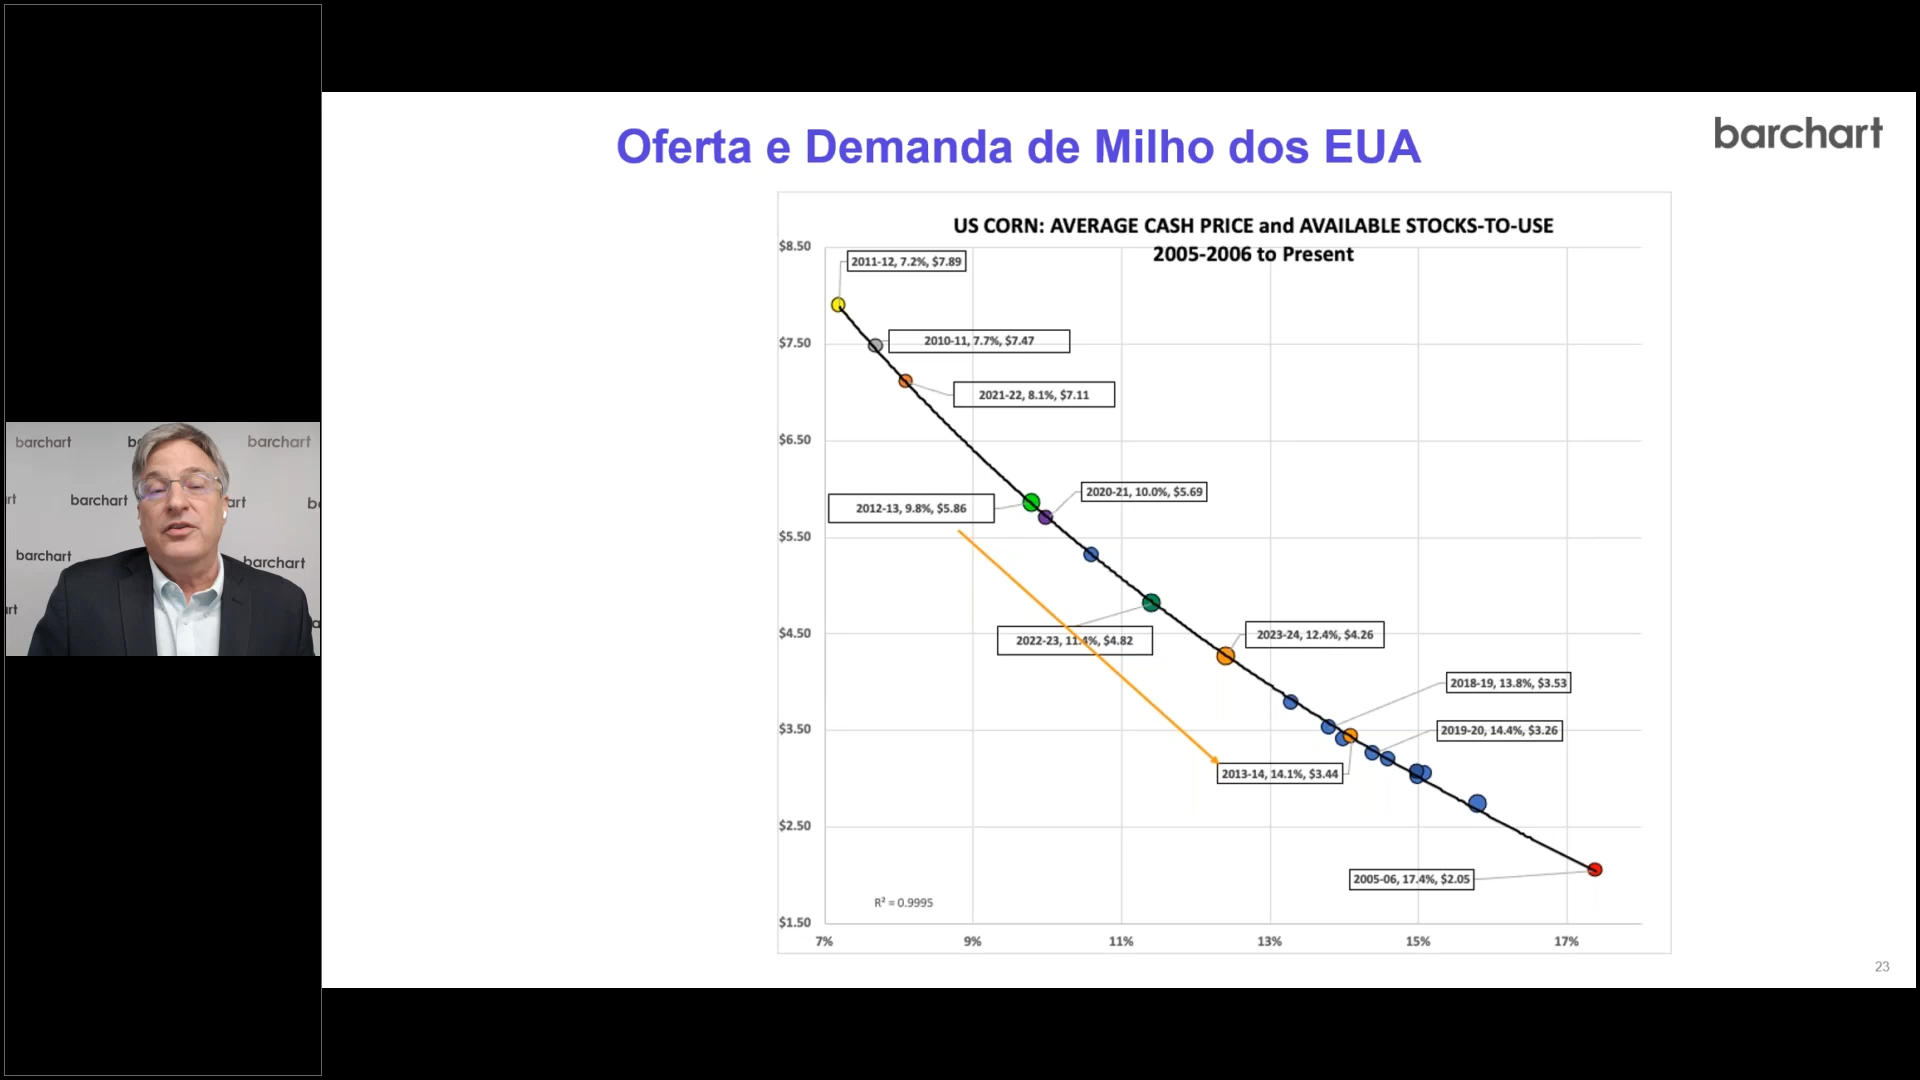 Oferta e Demanda de Milho dos EUA
barchart
US CORN: AVERAGE CASH PRICE and AVAILABLE STOCKS-TO-USE
2005-2006 to Present
$8.50
$7.50
$6.50
$5.50
$4.50
$3.50
$2.50
$1.50
2011-12, 7.2%, $7.89
2010-11, 7.7%, $7.47
2021-22, 8.1%, $7.11
2020-21, 10.0%, $5.69
2012-13, 9.8%, $5.86
2022-23, 11.4%, $4.82
2023-24, 12.4%, $4.26
2018-19, 13.8%, $3.53
2019-20, 14.4%, $3.26
2013-14, 14.1%, $3.44
2005-06, 17.4%, $2.05
R² = 0.9995
7% 9% 11% 13% 15% 17%
23
barchart b barchart
rt barchart art b
barchart barchart
rt a